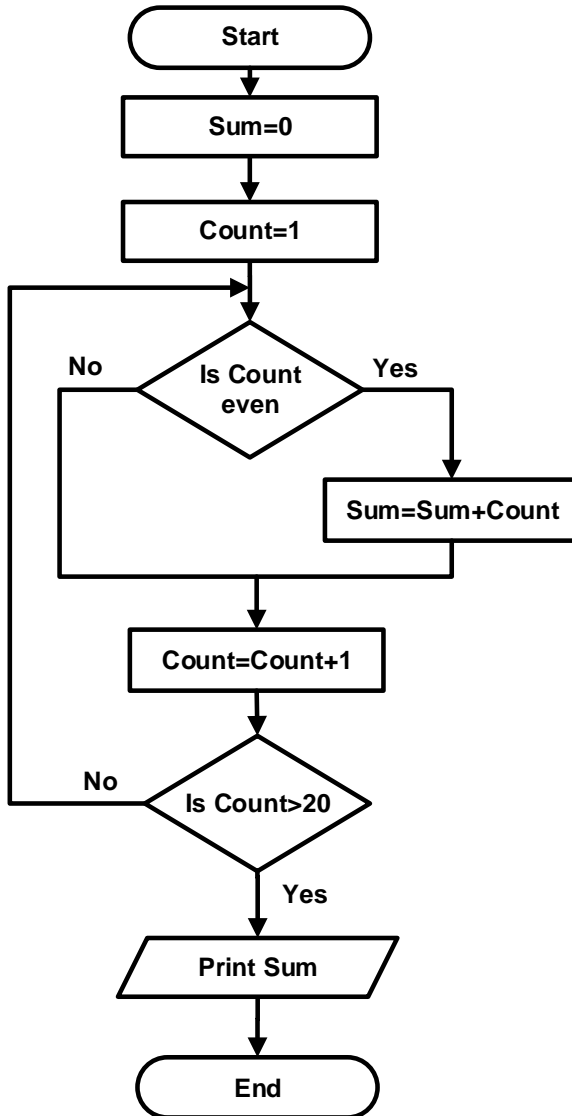 Start
Sum=0
Count=1
No
Is Count
even
Yes
Sum=Sum+Count
Count=Count+1
No
Is Count>20
Yes
Print Sum
End